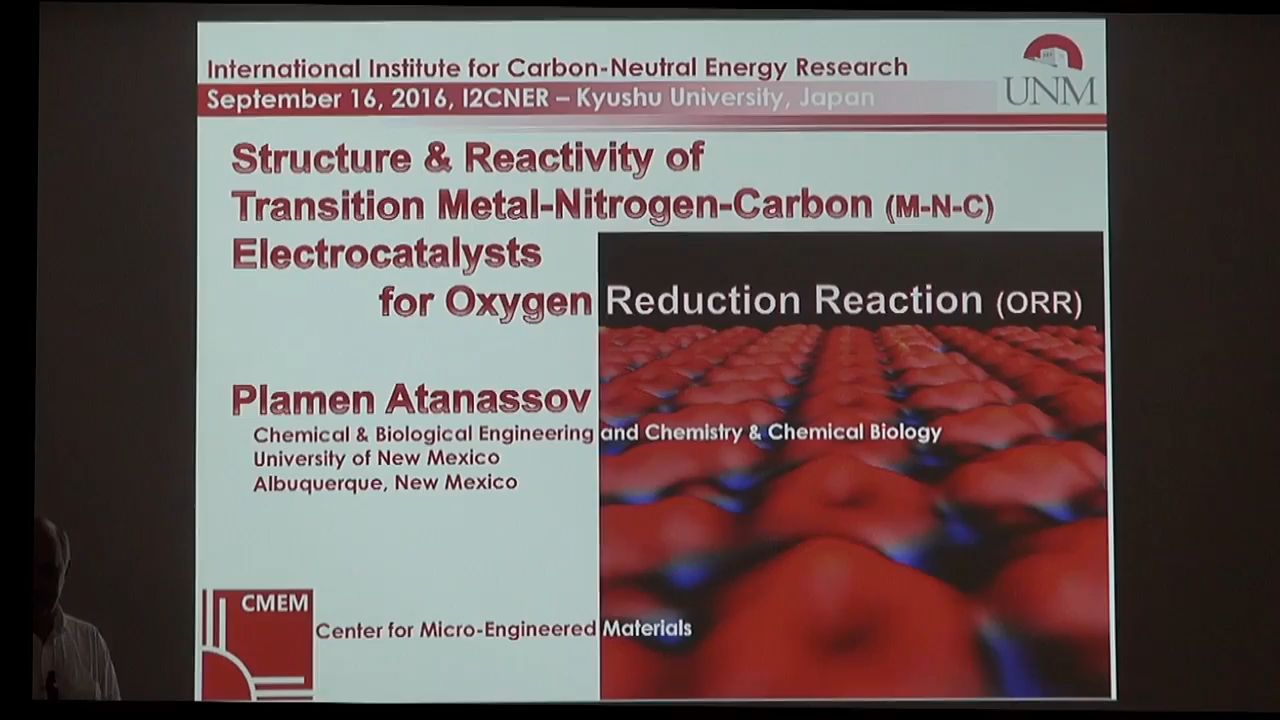 International Institute for Carbon-Neutral Energy Research
September 16, 2016, I2CNER – Kyushu University, Japan
UNM
Structure & Reactivity of
Transition Metal-Nitrogen-Carbon (M-N-C)
Electrocatalysts
for Oxygen Reduction Reaction (ORR)
Plamen Atanassov
Chemical & Biological Engineering and Chemistry & Chemical Biology
University of New Mexico
Albuquerque, New Mexico
CMEM
Center for Micro-Engineered Materials